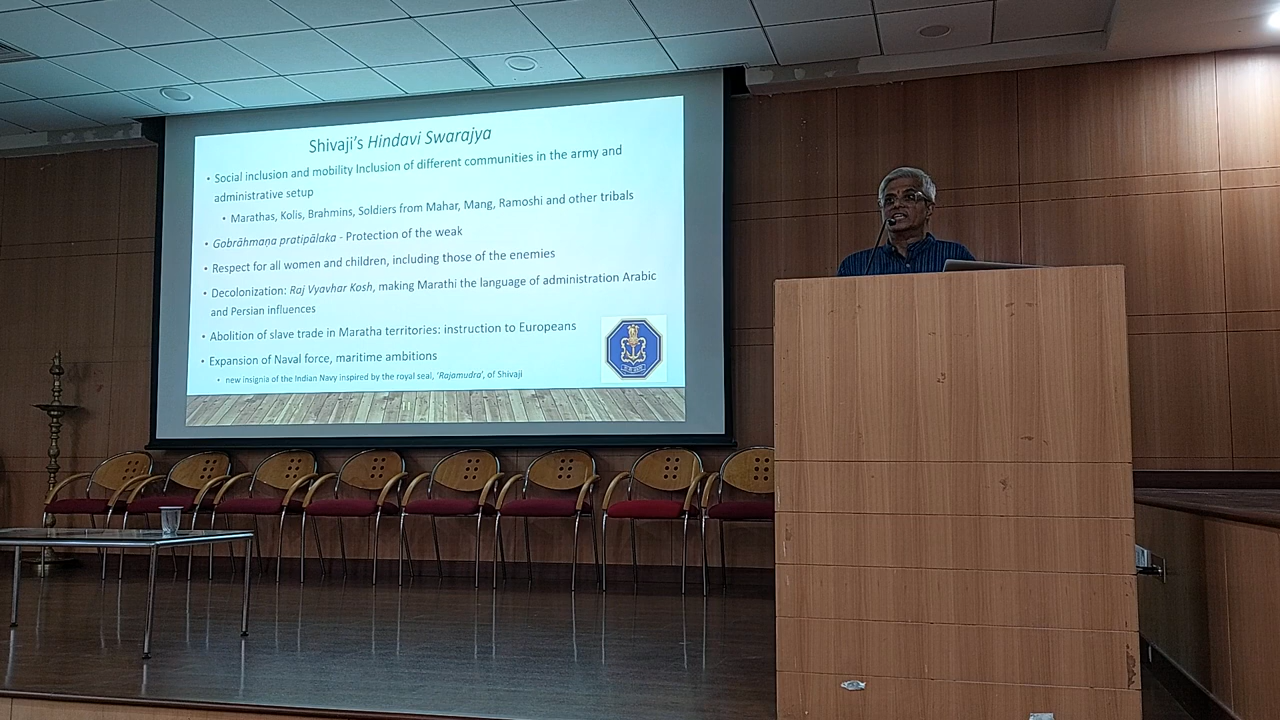 Shivaji's Hindavi Swarajya
• Social inclusion and mobility Inclusion of different communities in the army and
administrative setup
• Marathas, Kolis, Brahmins, Soldiers from Mahar, Mang, Ramoshi and other tribals
• Gobrāhmaṇa pratipālaka - Protection of the weak
• Respect for all women and children, including those of the enemies
• Decolonization: Raj Vyavhar Kosh, making Marathi the language of administration Arabic
and Persian influences
• Abolition of slave trade in Maratha territories: instruction to Europeans
• Expansion of Naval force, maritime ambitions
• new insignia of the Indian Navy inspired by the royal seal, 'Rajamudra', of Shivaji